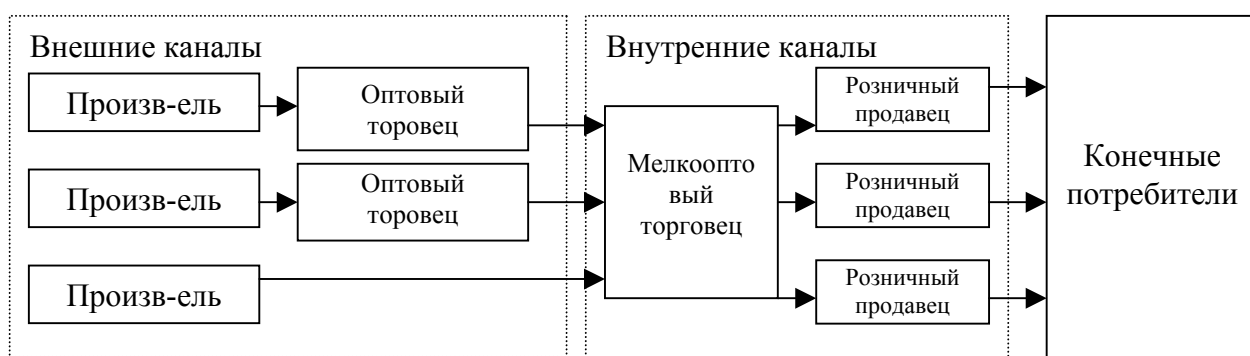 Внешние каналы
Внутренние каналы
Произв-ель
Оптовый
торовец
Розничный
продавец
Произв-ель
Оптовый
торовец
Мелкоопто
вый
торговец
Розничный
продавец
Конечные
потребители
Произв-ель
Розничный
продавец